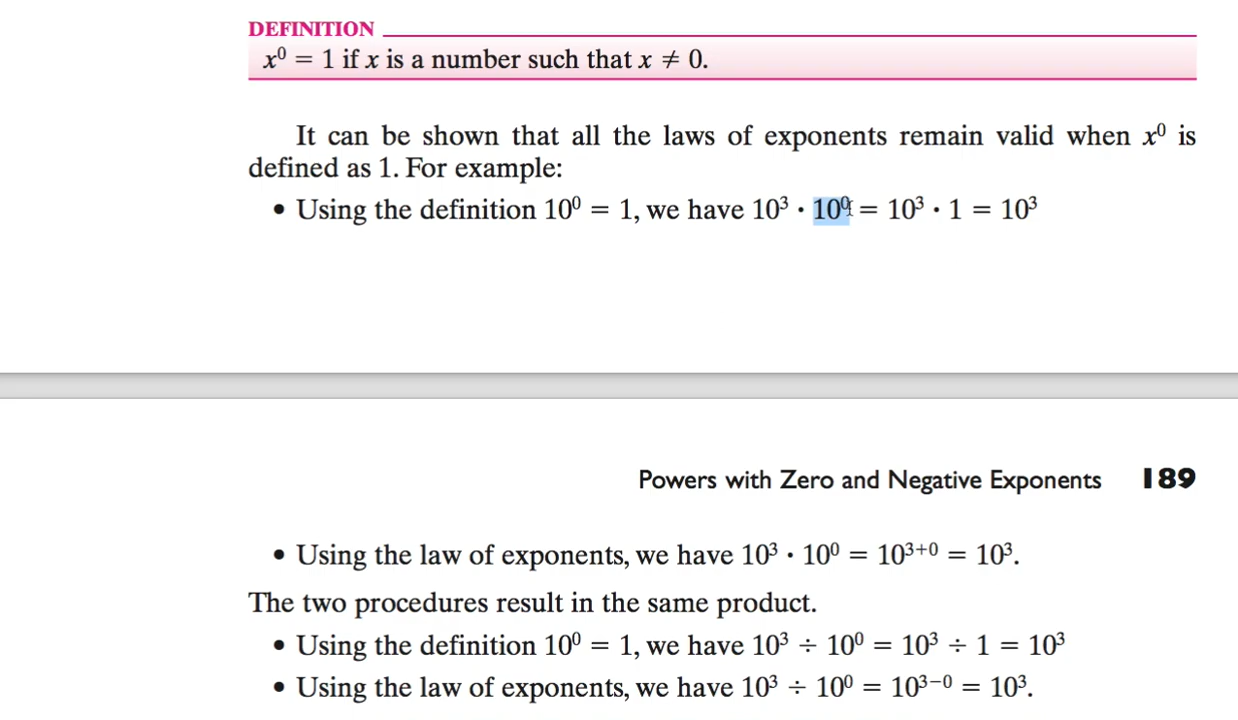 DEFINITION
x⁰ = 1 if x is a number such that x ≠ 0.
It can be shown that all the laws of exponents remain valid when x⁰ is
defined as 1. For example:
• Using the definition 10⁰ = 1, we have 10³ · 10⁰ = 10³ · 1 = 10³
Powers with Zero and Negative Exponents 189
• Using the law of exponents, we have 10³ · 10⁰ = 10³⁺⁰ = 10³.
The two procedures result in the same product.
• Using the definition 10⁰ = 1, we have 10³ ÷ 10⁰ = 10³ ÷ 1 = 10³
• Using the law of exponents, we have 10³ ÷ 10⁰ = 10³⁻⁰ = 10³.